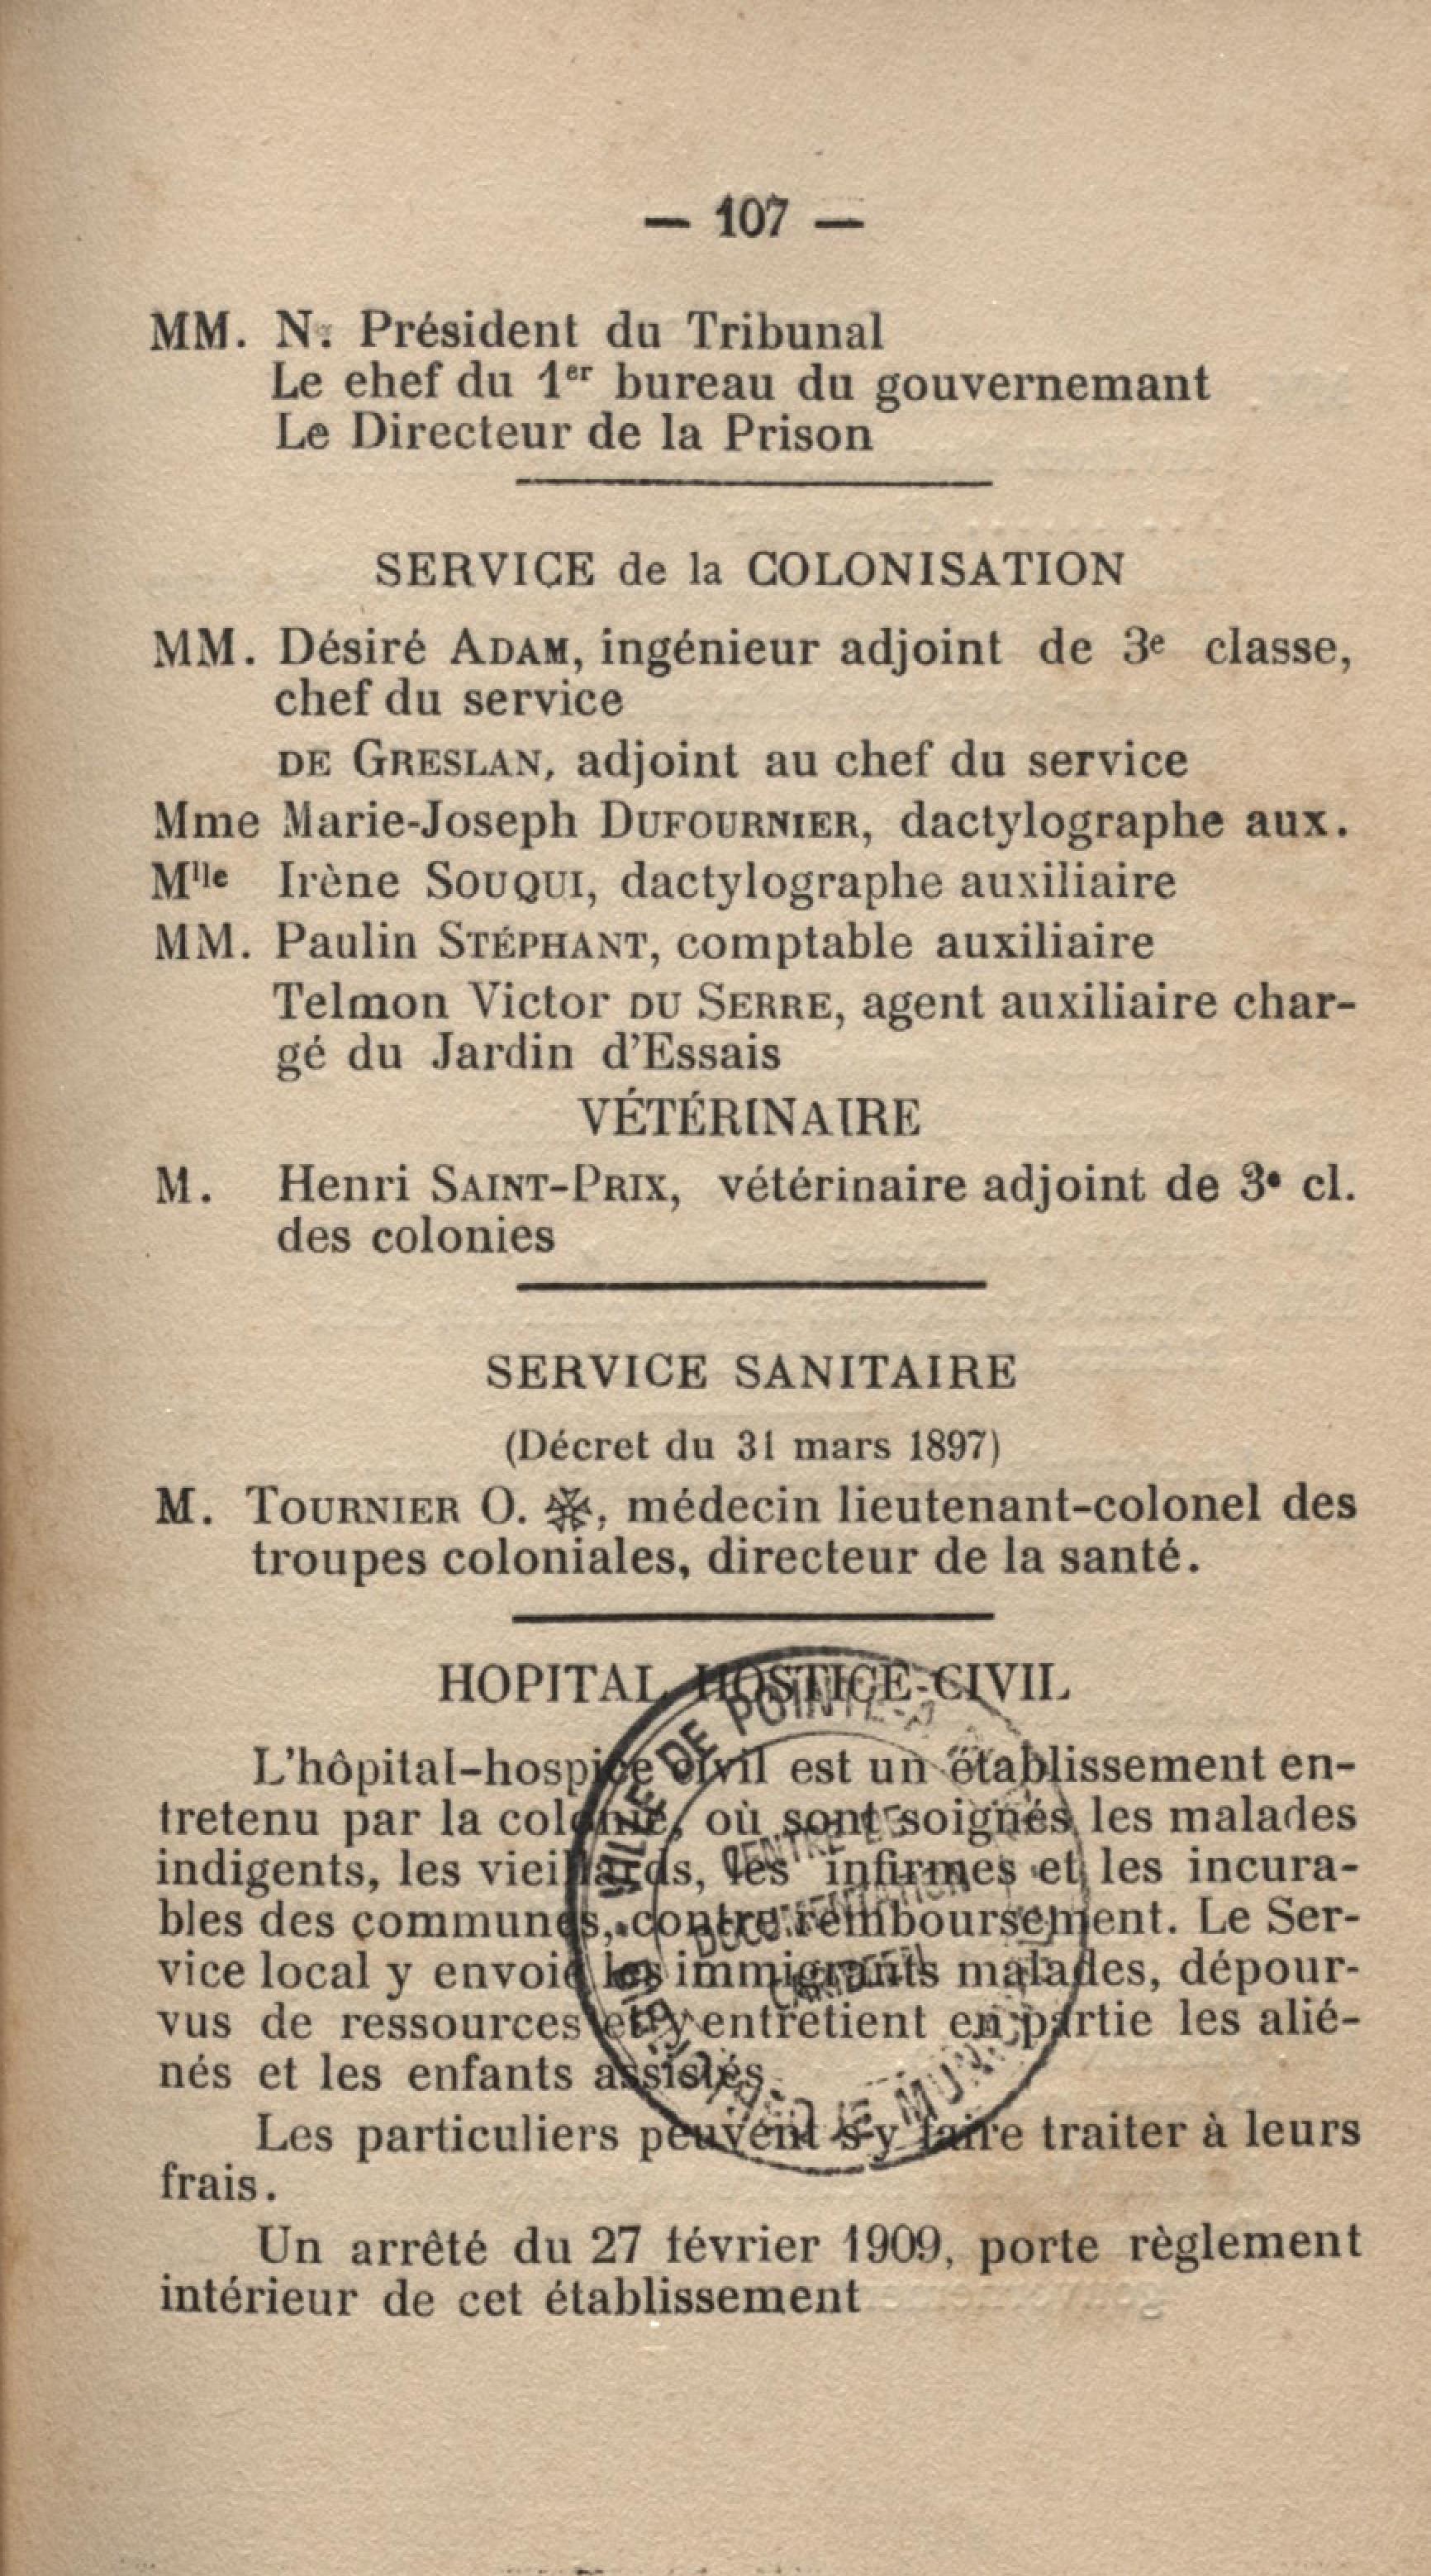 — 107 —
MM. N. Président du Tribunal
Le ehef du 1er bureau du gouvernemant
Le Directeur de la Prison
SERVICE de la COLONISATION
MM. Désiré ADAM, ingénieur adjoint de 3e classe,
chef du service
DE GRESLAN, adjoint au chef du service
Mme Marie-Joseph DUFOURNIER, dactylographe aux.
Mlle Irène SOUQUI, dactylographe auxiliaire
MM. Paulin STÉPHANT, comptable auxiliaire
Telmon Victor DU SERRE, agent auxiliaire char-
gé du Jardin d'Essais
VÉTÉRINAIRE
M. Henri SAINT-PRIX, vétérinaire adjoint de 3e cl.
des colonies
SERVICE SANITAIRE
(Décret du 31 mars 1897)
M. TOURNIER O. ✠, médecin lieutenant-colonel des
troupes coloniales, directeur de la santé.
HOPITAL HOSTICE-CIVIL
L'hôpital-hospice civil est un établissement en-
tretenu par la colonie, où sont soignés les malades
indigents, les vieillards, les infirmes et les incura-
bles des communes, contre remboursement. Le Ser-
vice local y envoie les immigrants malades, dépour-
vus de ressources et y entretient en partie les alié-
nés et les enfants assistés.
Les particuliers peuvent s'y faire traiter à leurs
frais.
Un arrêté du 27 février 1909, porte règlement
intérieur de cet établissement
VILLE DE POINTE-A
CENTRE DE
DOCUMENTATION